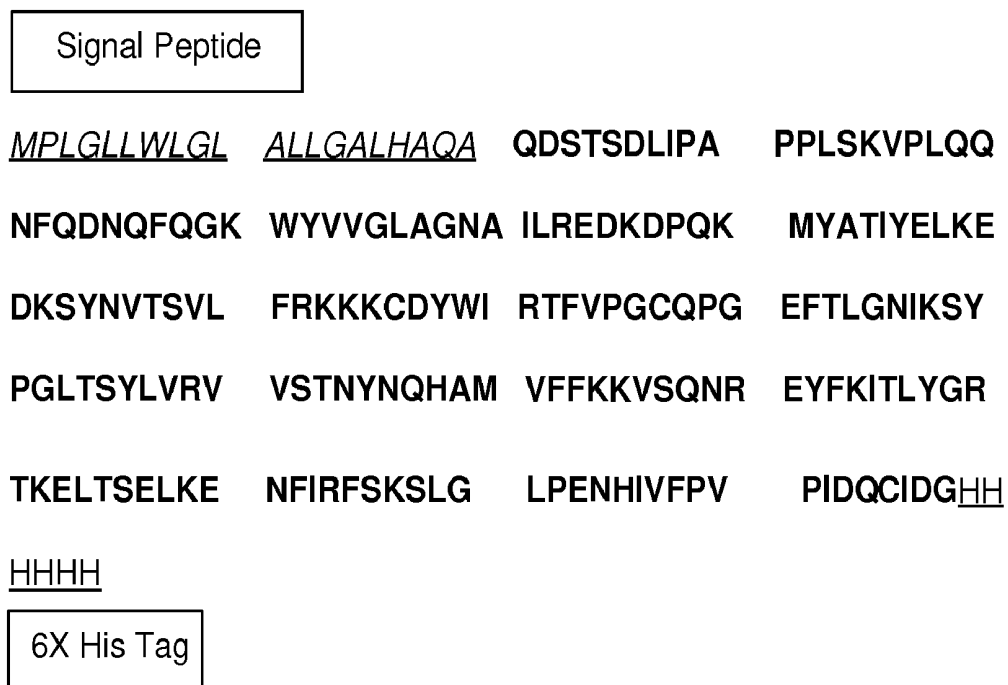 Signal Peptide
MPLGLLWLGL ALLGALHAQA QDSTSDLIPA PPLSKVPLQQ
NFQDNQFQGK WYVVGLAGNA ILREDKDPQK MYATIYELKE
DKSYNVTSVL FRKKKCDYWI RTFVPGCQPG EFTLGNIKSY
PGLTSYLVRV VSTNYNQHAM VFFKKVSQNR EYFKITLYGR
TKELTSELKE NFIRFSKSLG LPENHIVFPV PIDQCIDGHH
HHHH
6X His Tag